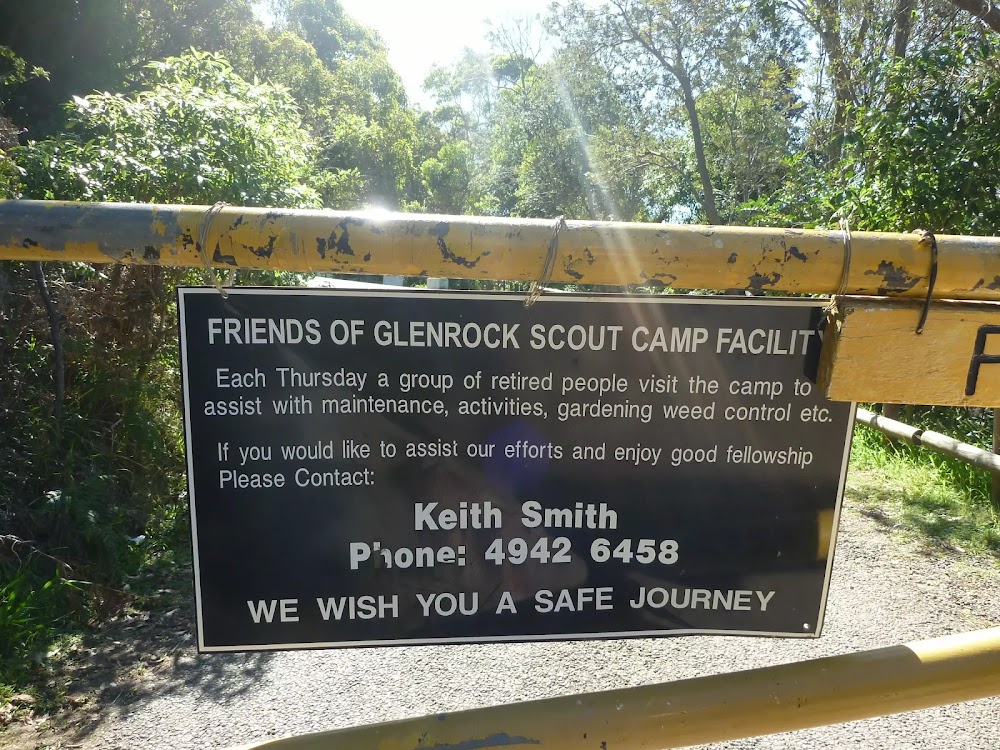 FRIENDS OF GLENROCK SCOUT CAMP FACILITY
Each Thursday a group of retired people visit the camp to
assist with maintenance, activities, gardening weed control etc.
If you would like to assist our efforts and enjoy good fellowship
Please Contact:
Keith Smith
Phone: 4942 6458
WE WISH YOU A SAFE JOURNEY